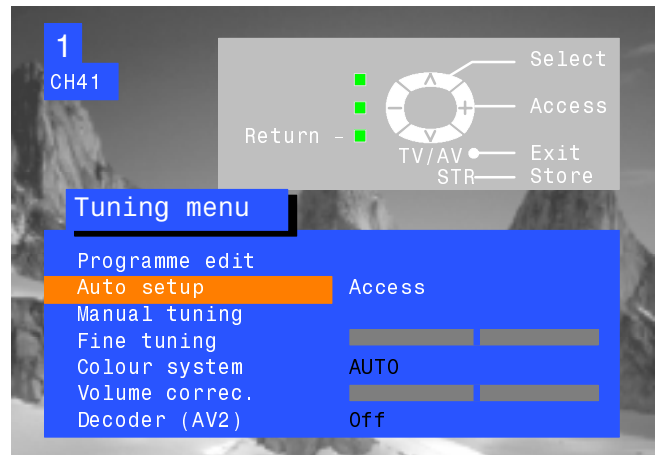 1
CH41
Select
Access
Return –
TV/AV
Exit
STR
Store
Tuning menu
Programme edit
Auto setup Access
Manual tuning
Fine tuning
Colour system AUTO
Volume correc.
Decoder (AV2) Off